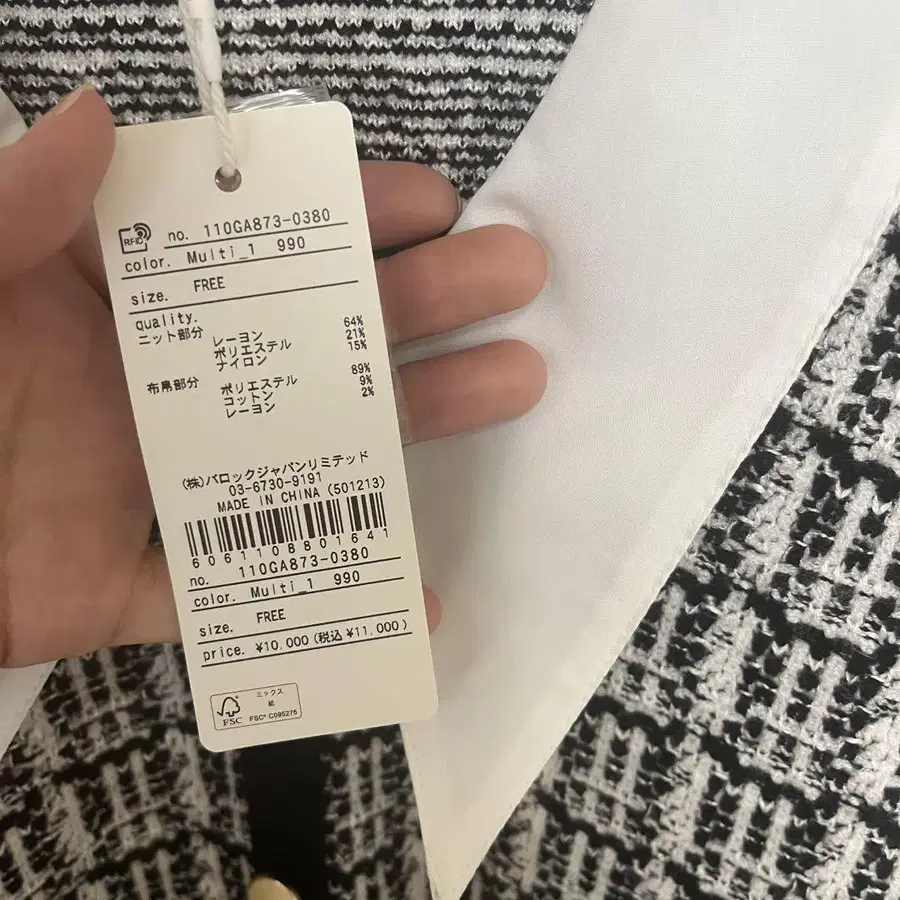 RFID no. 110GA873-0380
color. Multi_1 990
size. FREE
quality.
ニット部分 レーヨン 64%
ポリエステル 21%
ナイロン 15%
布帛部分 ポリエステル 89%
コットン 9%
レーヨン 2%
(株)バロックジャパンリミテッド
03-6730-9191
MADE IN CHINA (501213)
6061108801641
no. 110GA873-0380
color. Multi_1 990
size. FREE
price. ¥10,000 (税込 ¥11,000)
ミックス
紙
FSC FSC® C095275